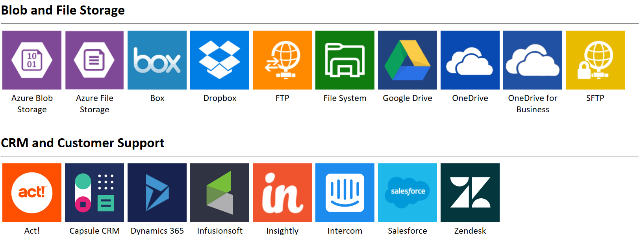 Blob and File Storage
10
01
box
Azure Blob Storage
Azure File Storage
Box
Dropbox
FTP
File System
Google Drive
OneDrive
OneDrive for Business
SFTP
CRM and Customer Support
act!
in
salesforce
Act!
Capsule CRM
Dynamics 365
Infusionsoft
Insightly
Intercom
Salesforce
Zendesk